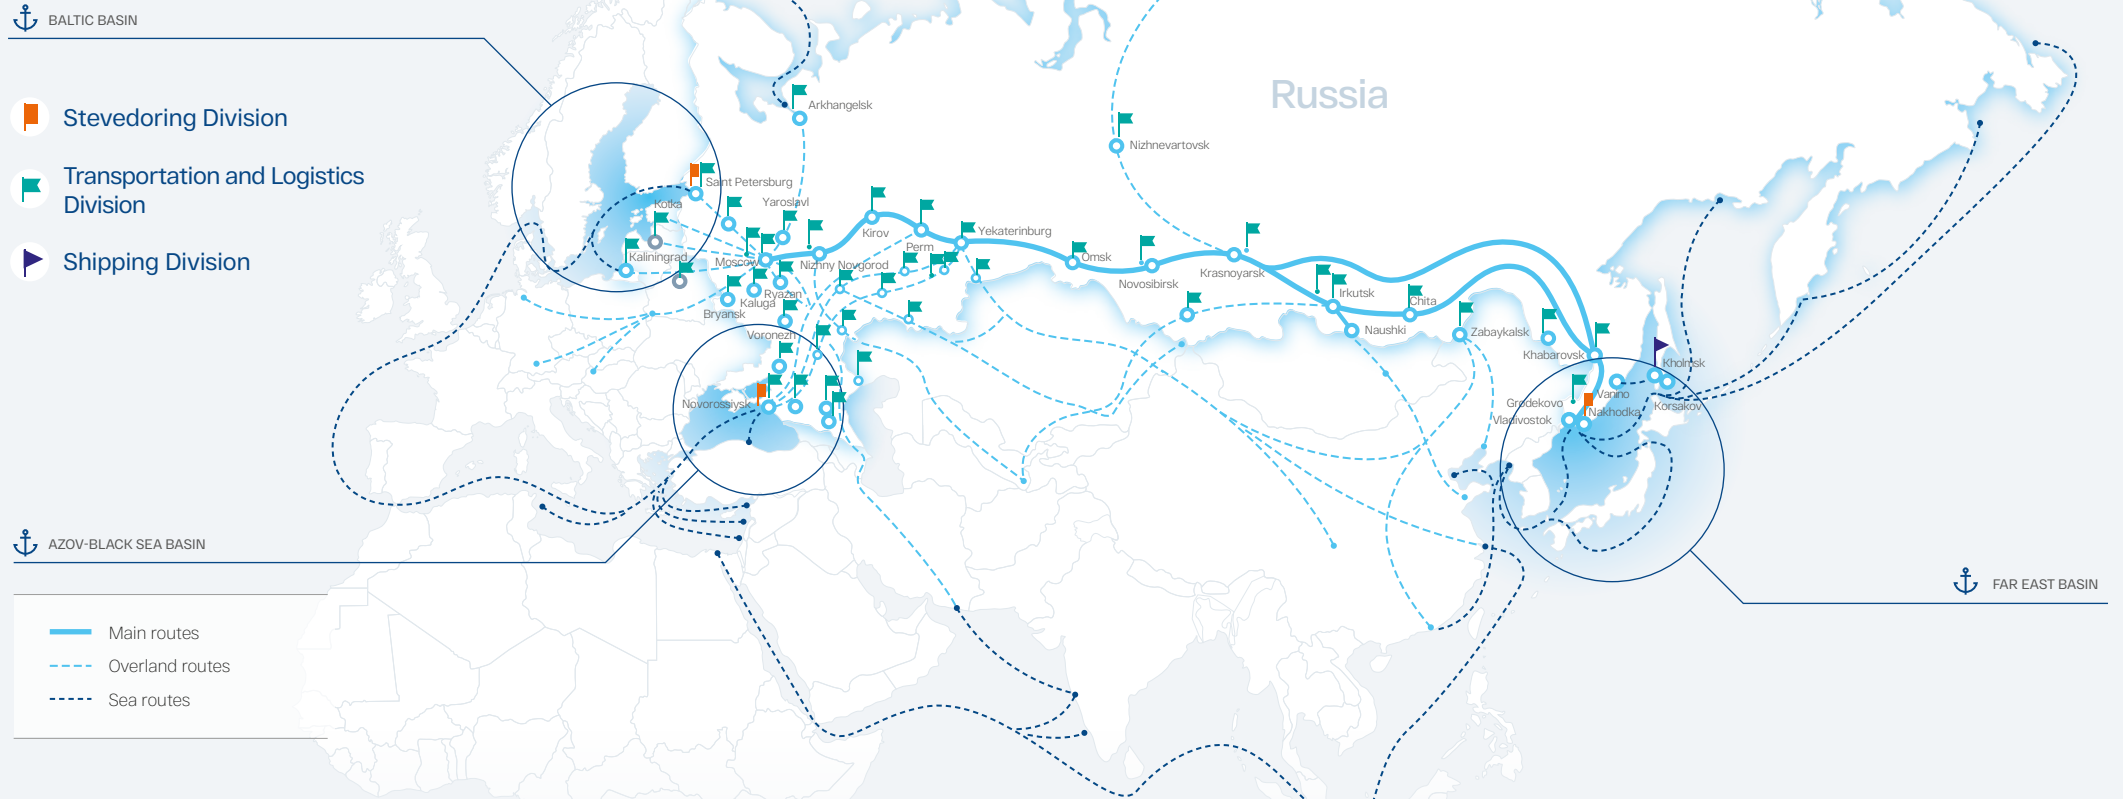 BALTIC BASIN
Stevedoring Division
Transportation and Logistics
Division
Shipping Division
Russia
Arkhangelsk
Nizhnevartovsk
Saint Petersburg
Kotka
Yaroslavl
Kirov
Perm
Yekaterinburg
Kaliningrad
Moscow
Nizhny Novgorod
Omsk
Novosibirsk
Krasnoyarsk
Irkutsk
Chita
Naushki
Zabaykalsk
Khabarovsk
Ryazan
Kaluga
Bryansk
Voronezh
Novorossiysk
Kholmsk
Vanino
Korsakov
Grodekovo
Nakhodka
Vladivostok
AZOV-BLACK SEA BASIN
FAR EAST BASIN
Main routes
Overland routes
Sea routes